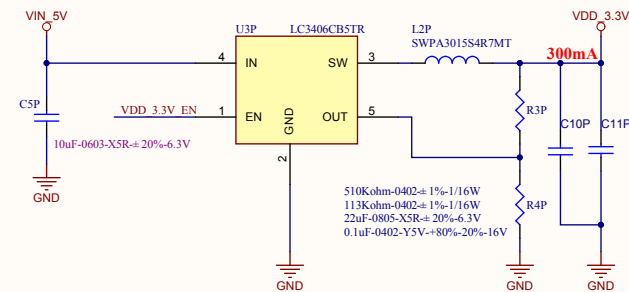 VIN_5V
VDD_3.3V
U3P
LC3406CB5TR
L2P
SWPA3015S4R7MT
300mA
4
IN
SW
3
C5P
R3P
VDD_3.3V_EN
1
EN
OUT
5
C10P
C11P
GND
10uF-0603-X5R-±20%-6.3V
2
GND
510Kohm-0402-±1%-1/16W
113Kohm-0402-±1%-1/16W
R4P
22uF-0805-X5R-±20%-6.3V
0.1uF-0402-Y5V-+80%-20%-16V
GND
GND
GND